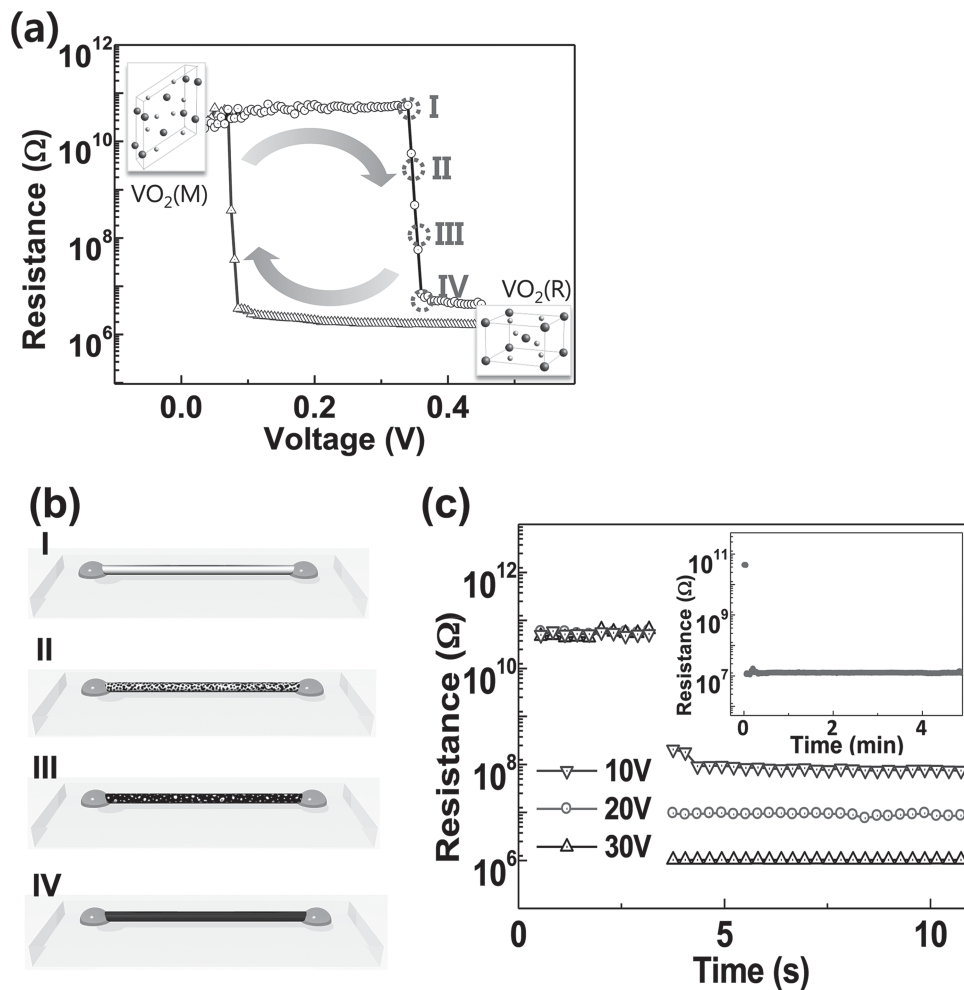 (a)
10¹²
10¹⁰
10⁸
10⁶
Resistance (Ω)
VO₂(M)
I
II
III
IV
VO₂(R)
0.0 0.2 0.4
Voltage (V)
(b)
I
II
III
IV
(c)
10¹²
10¹⁰
10⁸
10⁶
Resistance (Ω)
10V
20V
30V
0 5 10
Time (s)
10¹¹
10⁹
10⁷
Resistance (Ω)
0 2 4
Time (min)